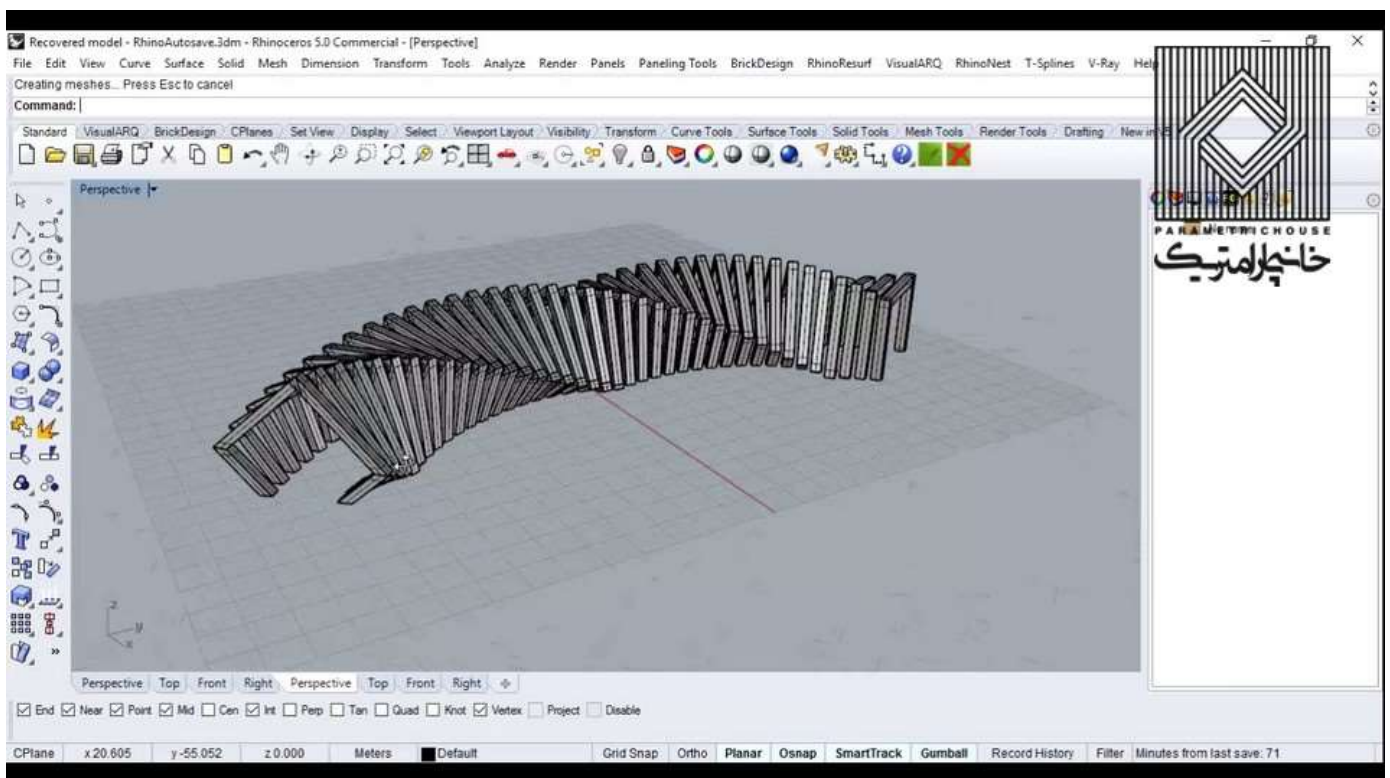 Recovered model - RhinoAutosave.3dm - Rhinoceros 5.0 Commercial - [Perspective]
File Edit View Curve Surface Solid Mesh Dimension Transform Tools Analyze Render Panels Paneling Tools BrickDesign RhinoResurf VisualARQ RhinoNest T-Splines V-Ray Help
Creating meshes... Press Esc to cancel
Command:
Standard VisualARQ BrickDesign CPlanes Set View Display Select Viewport Layout Visibility Transform Curve Tools Surface Tools Solid Tools Mesh Tools Render Tools Drafting New in V5
Perspective
PARAMETRICHOUSE
خانه پارامتریک
z
y
x
Perspective Top Front Right Perspective Top Front Right
End Near Point Mid Cen Int Perp Tan Quad Knot Vertex Project Disable
CPlane x 20.605 y -55.052 z 0.000 Meters Default Grid Snap Ortho Planar Osnap SmartTrack Gumball Record History Filter Minutes from last save: 71